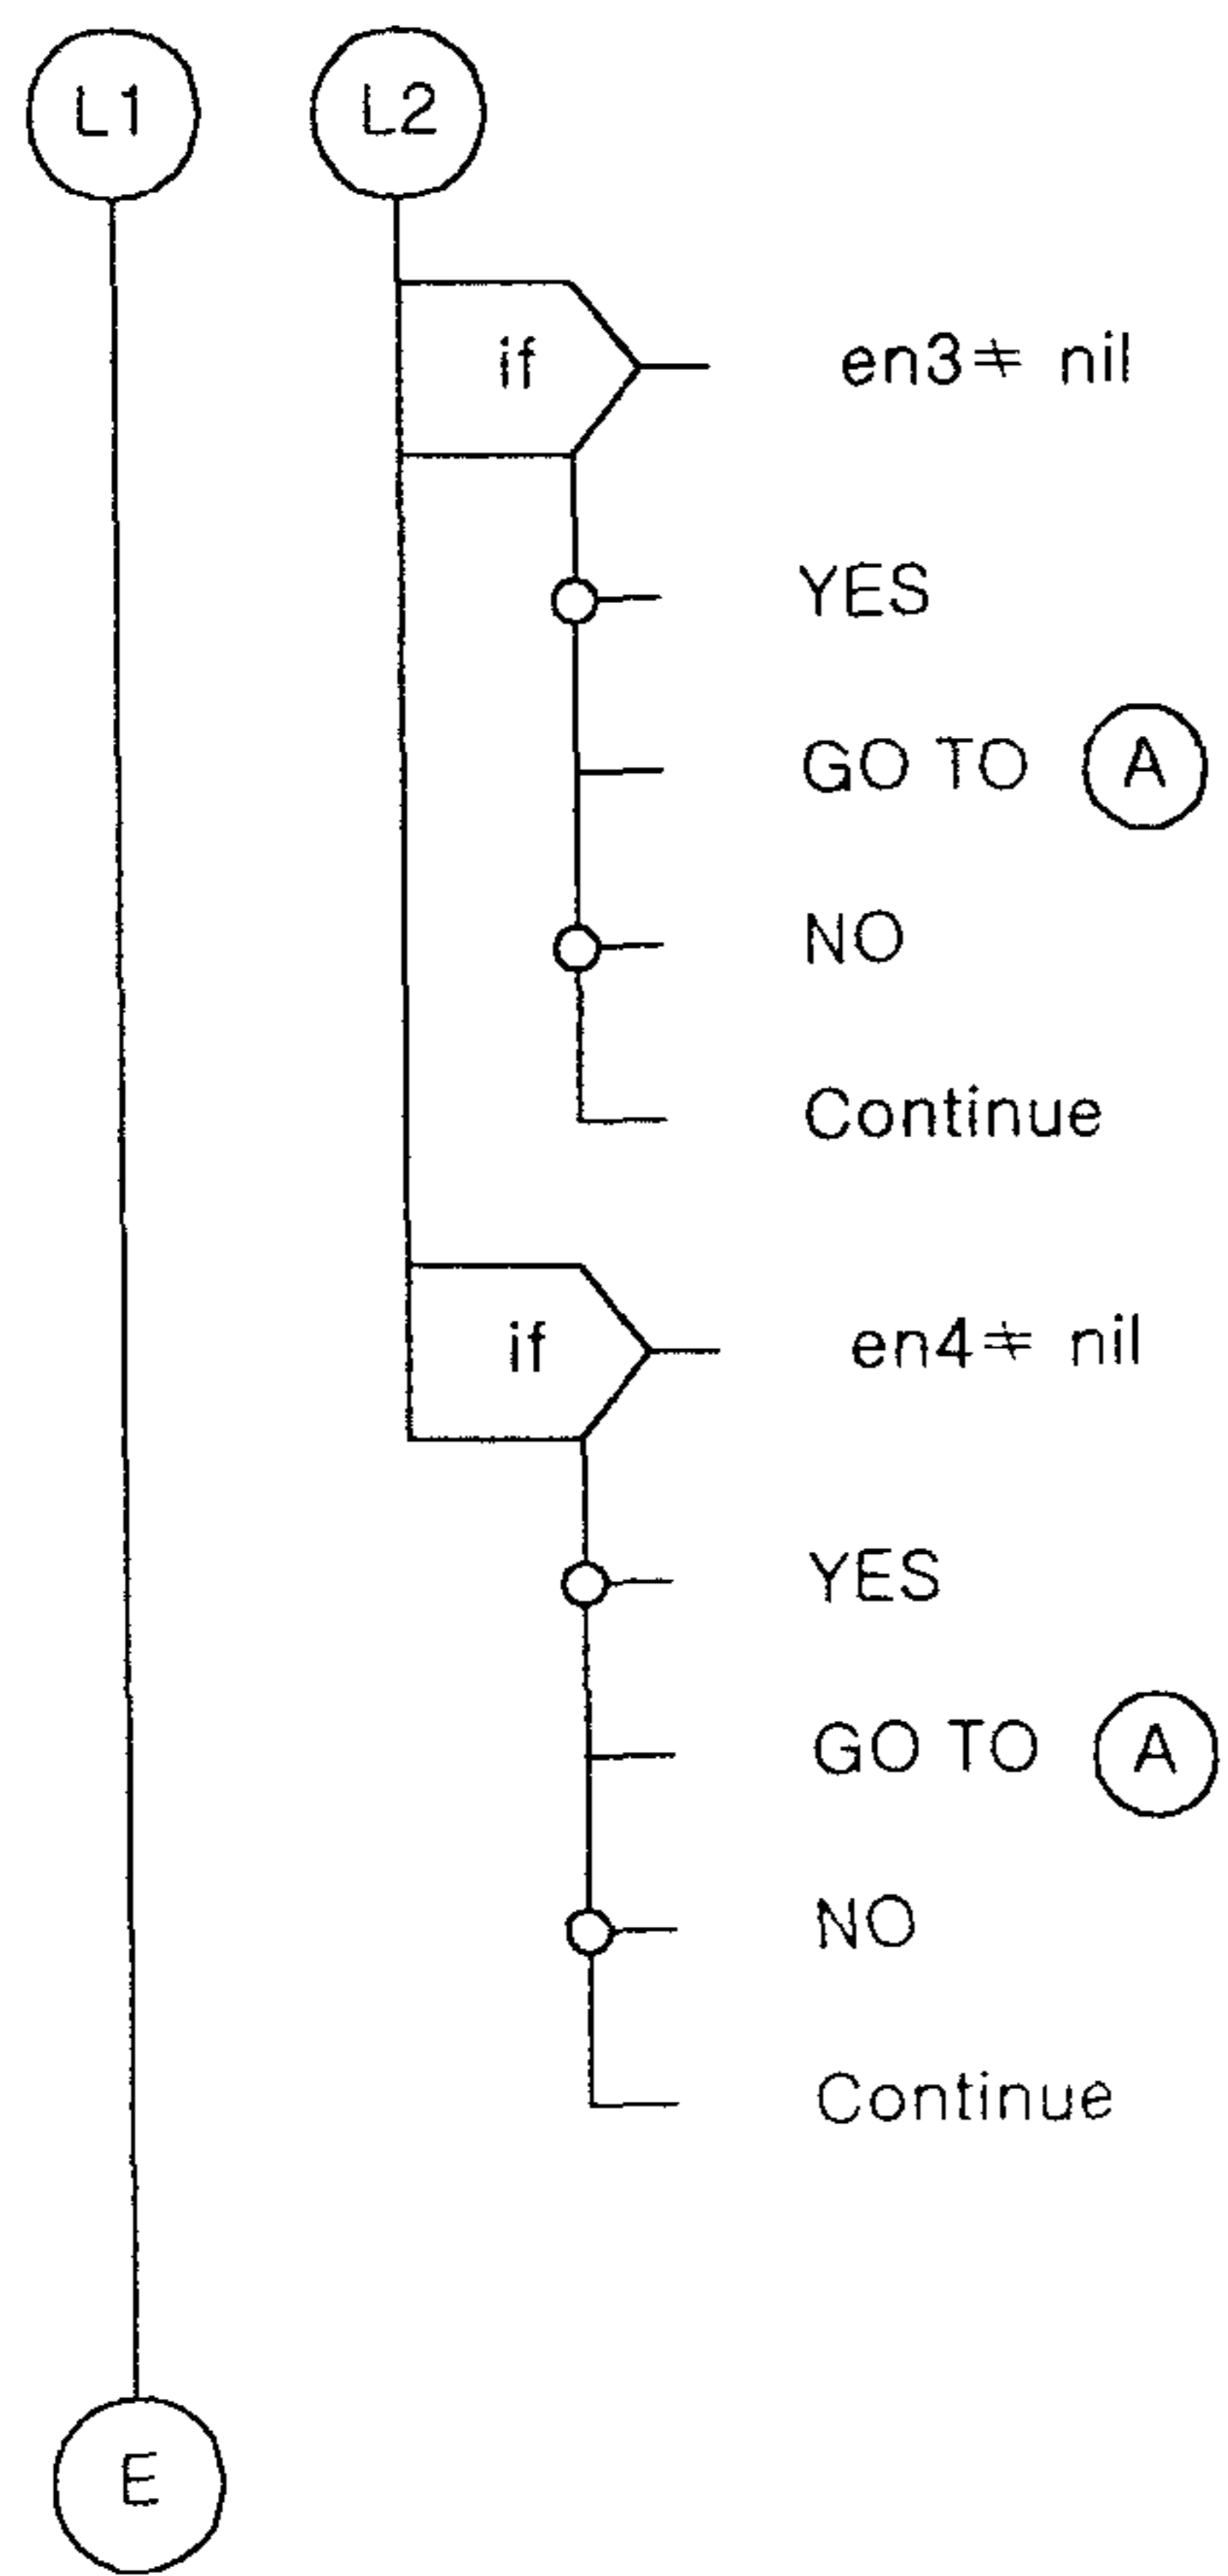 L1 L2
if en3 ≠ nil
YES
GO TO A
NO
Continue
if en4 ≠ nil
YES
GO TO A
NO
Continue
E